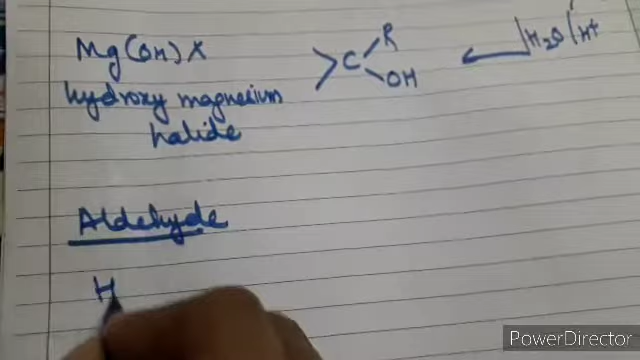 Mg(OH)X
hydroxy magnesium
halide
>C
R
OH
H2O/H+
Aldehyde
H
PowerDirector